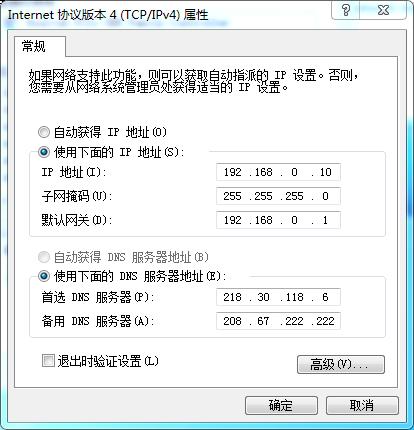 Internet 协议版本 4 (TCP/IPv4) 属性
常规
如果网络支持此功能，则可以获取自动指派的 IP 设置。否则，
您需要从网络系统管理员处获得适当的 IP 设置。
自动获得 IP 地址(O)
使用下面的 IP 地址(S):
IP 地址(I): 192 .168 . 0 . 10
子网掩码(U): 255 .255 .255 . 0
默认网关(D): 192 .168 . 0 . 1
自动获得 DNS 服务器地址(B)
使用下面的 DNS 服务器地址(E):
首选 DNS 服务器(P): 218 . 30 .118 . 6
备用 DNS 服务器(A): 208 . 67 .222 .222
退出时验证设置(L)
高级(V)...
确定 取消